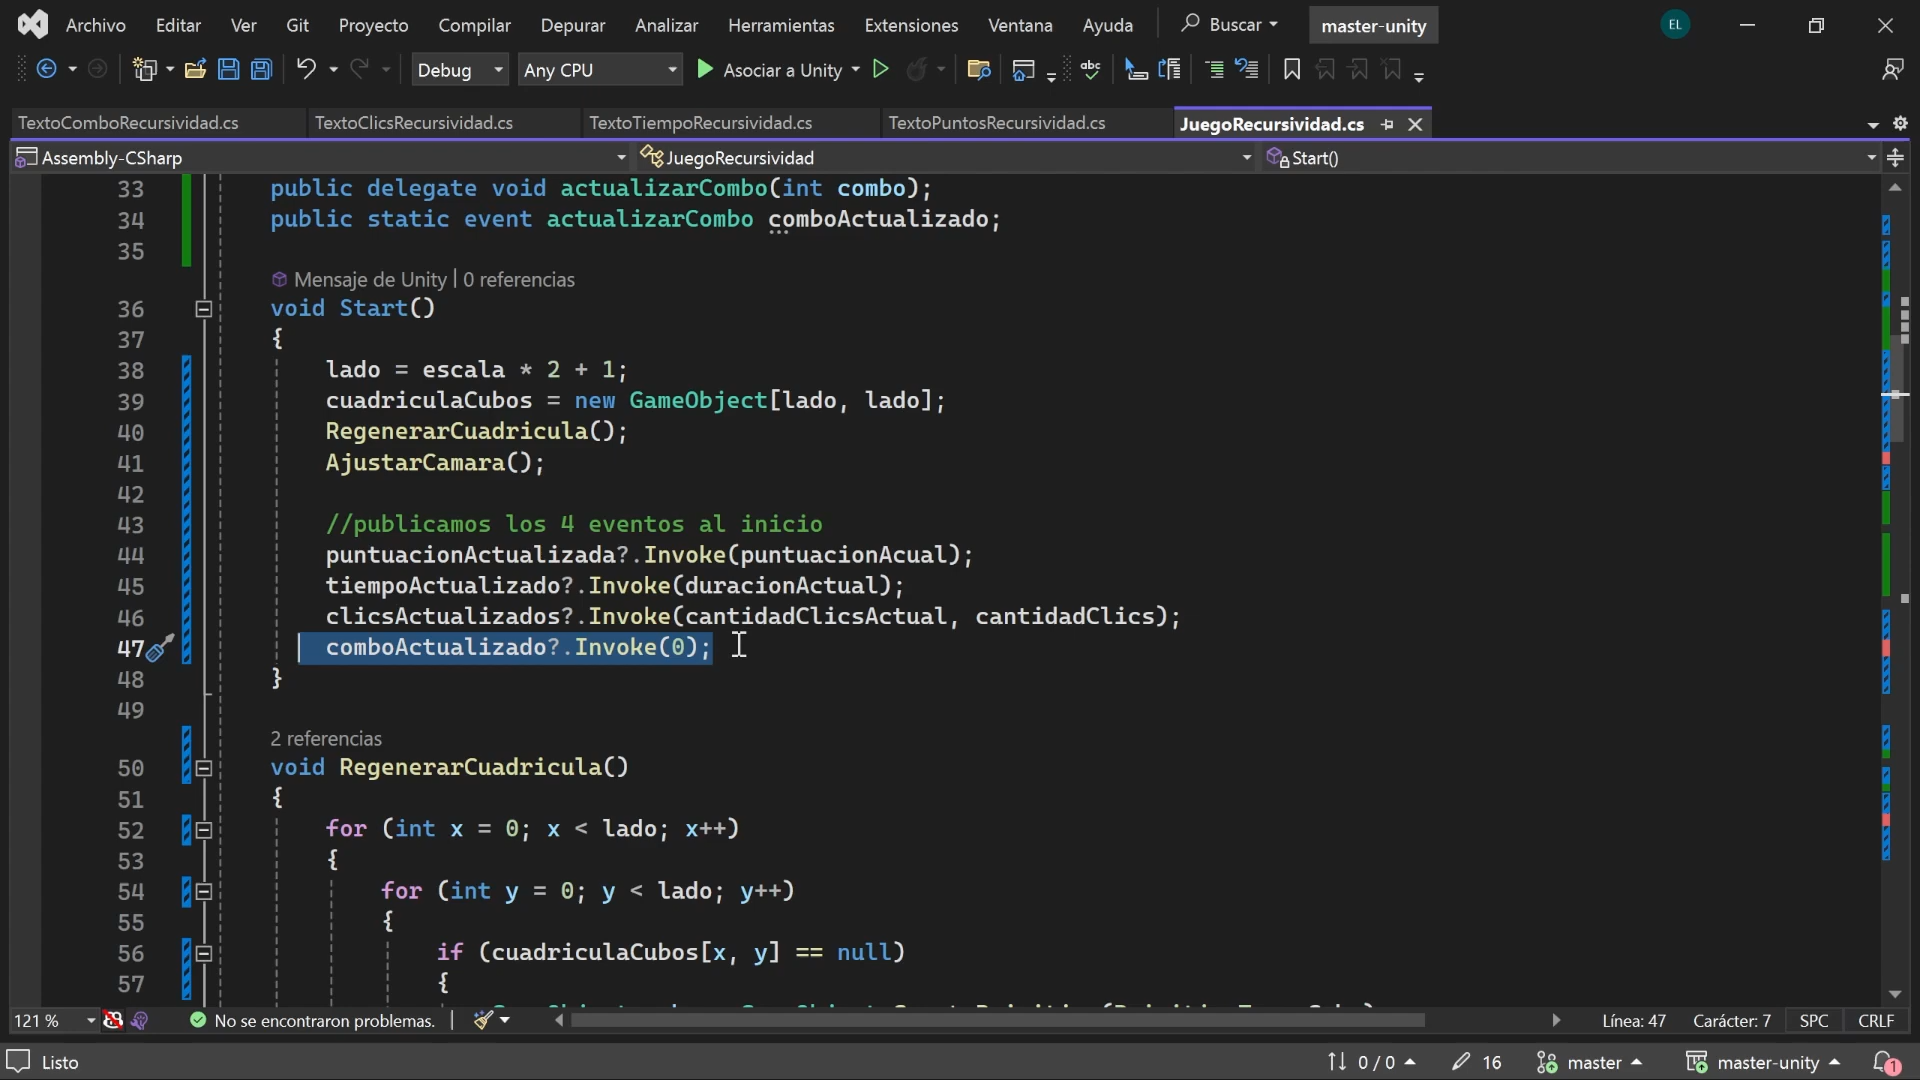 Archivo Editar Ver Git Proyecto Compilar Depurar Analizar Herramientas Extensiones Ventana Ayuda Buscar master-unity EL
Debug Any CPU Asociar a Unity abc
TextoComboRecursividad.cs TextoClicsRecursividad.cs TextoTiempoRecursividad.cs TextoPuntosRecursividad.cs JuegoRecursividad.cs
Assembly-CSharp JuegoRecursividad Start()
33 public delegate void actualizarCombo(int combo);
34 public static event actualizarCombo comboActualizado;
35
Mensaje de Unity | 0 referencias
36 void Start()
37 {
38 lado = escala * 2 + 1;
39 cuadriculaCubos = new GameObject[lado, lado];
40 RegenerarCuadricula();
41 AjustarCamara();
42
43 //publicamos los 4 eventos al inicio
44 puntuacionActualizada?.Invoke(puntuacionAcual);
45 tiempoActualizado?.Invoke(duracionActual);
46 clicsActualizados?.Invoke(cantidadClicsActual, cantidadClics);
47 comboActualizado?.Invoke(0);
48 }
49
2 referencias
50 void RegenerarCuadricula()
51 {
52 for (int x = 0; x < lado; x++)
53 {
54 for (int y = 0; y < lado; y++)
55 {
56 if (cuadriculaCubos[x, y] == null)
57 {
121 % No se encontraron problemas. Línea: 47 Carácter: 7 SPC CRLF
Listo 0 / 0 16 master master-unity 1